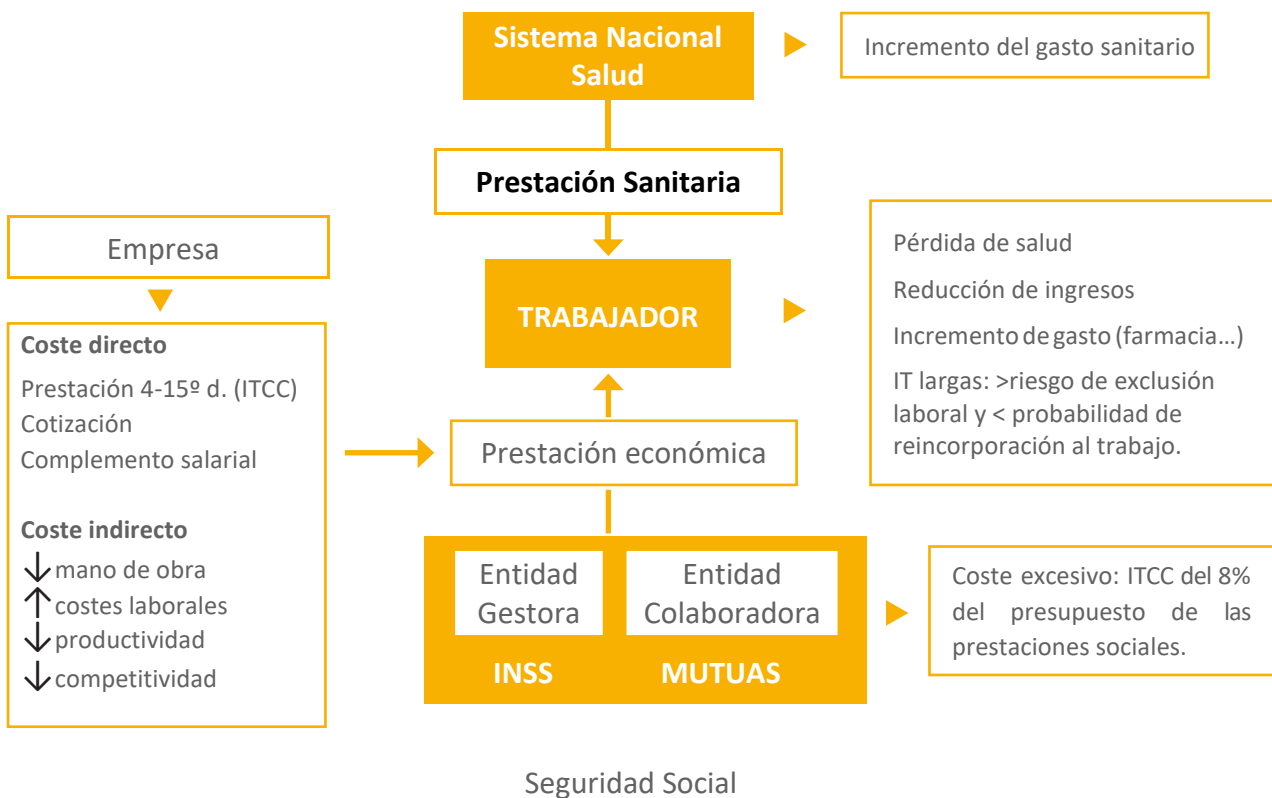 Sistema Nacional
Salud
Incremento del gasto sanitario
Prestación Sanitaria
Empresa
TRABAJADOR
Pérdida de salud
Reducción de ingresos
Incremento de gasto (farmacia...)
IT largas: >riesgo de exclusión
laboral y < probabilidad de
reincorporación al trabajo.
Coste directo
Prestación 4-15º d. (ITCC)
Cotización
Complemento salarial
Coste indirecto
↓ mano de obra
↑ costes laborales
↓ productividad
↓ competitividad
Prestación económica
Entidad
Gestora
Entidad
Colaboradora
INSS
MUTUAS
Coste excesivo: ITCC del 8%
del presupuesto de las
prestaciones sociales.
Seguridad Social